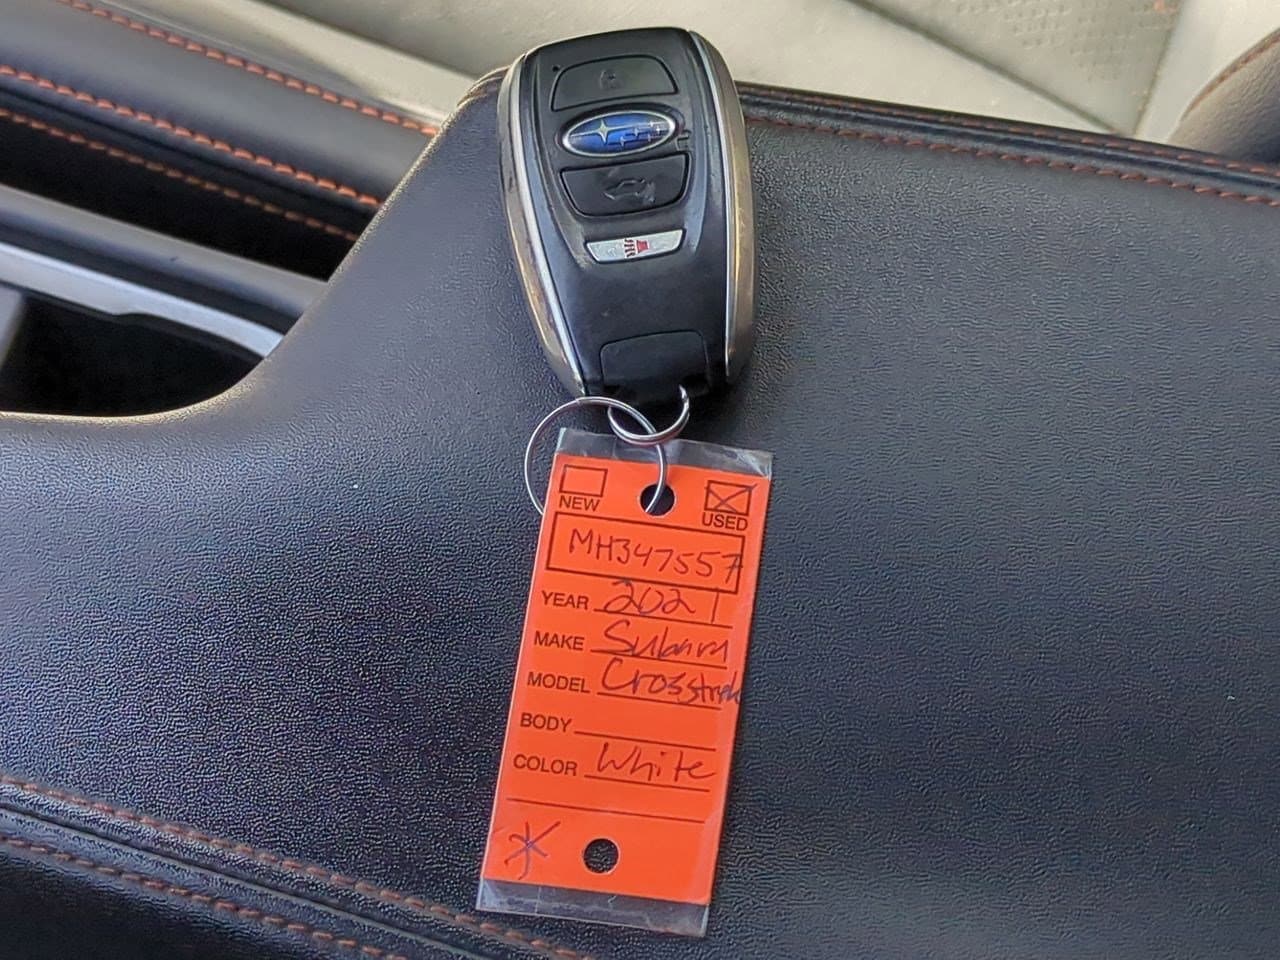 NEW USED
MH347557
YEAR 2021
MAKE Subaru
MODEL Crosstrek
BODY
COLOR White
*